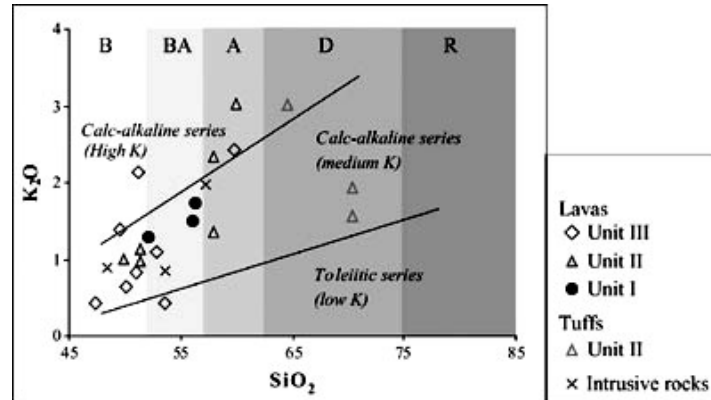 B BA A D R
4
3
2
1
0
K₂O
Calc-alkaline series
(High K)
Calc-alkaline series
(medium K)
Toleiitic series
(low K)
45 55 65 75 85
SiO₂
Lavas
Unit III
Unit II
Unit I
Tuffs
Unit II
Intrusive rocks